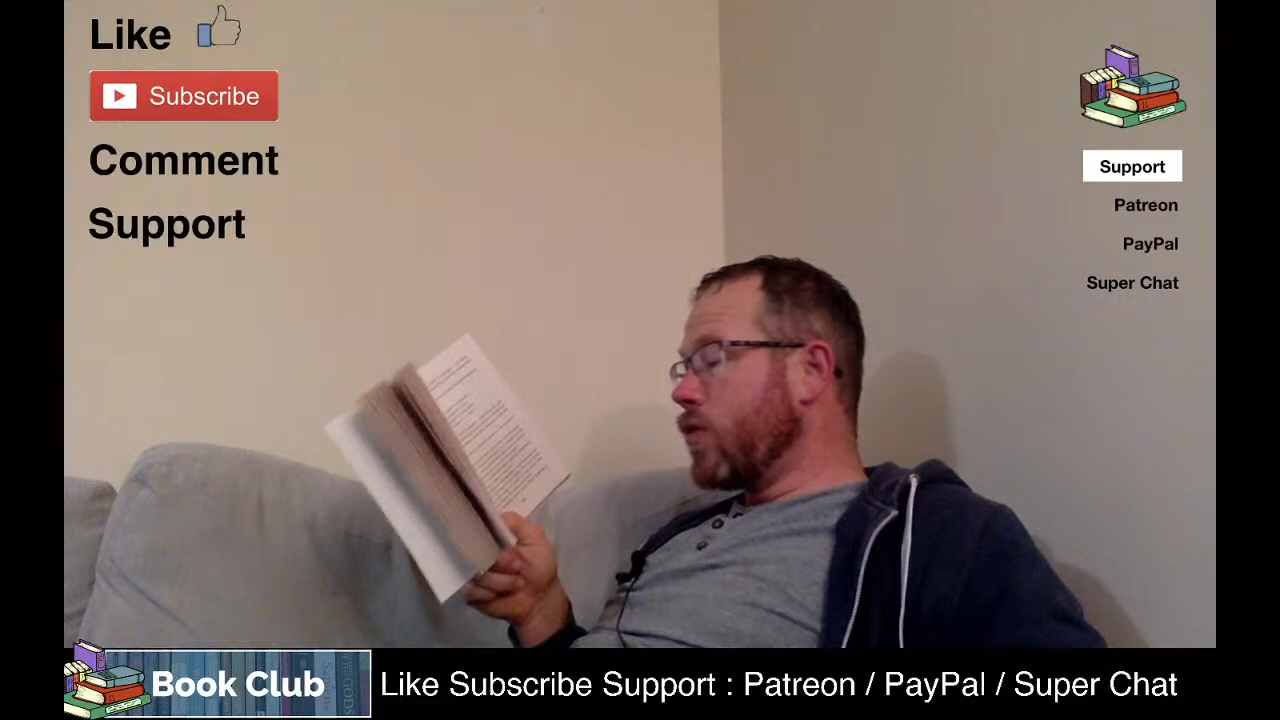 Like
Subscribe
Comment
Support
Support
Patreon
PayPal
Super Chat
Book Club
Like Subscribe Support : Patreon / PayPal / Super Chat